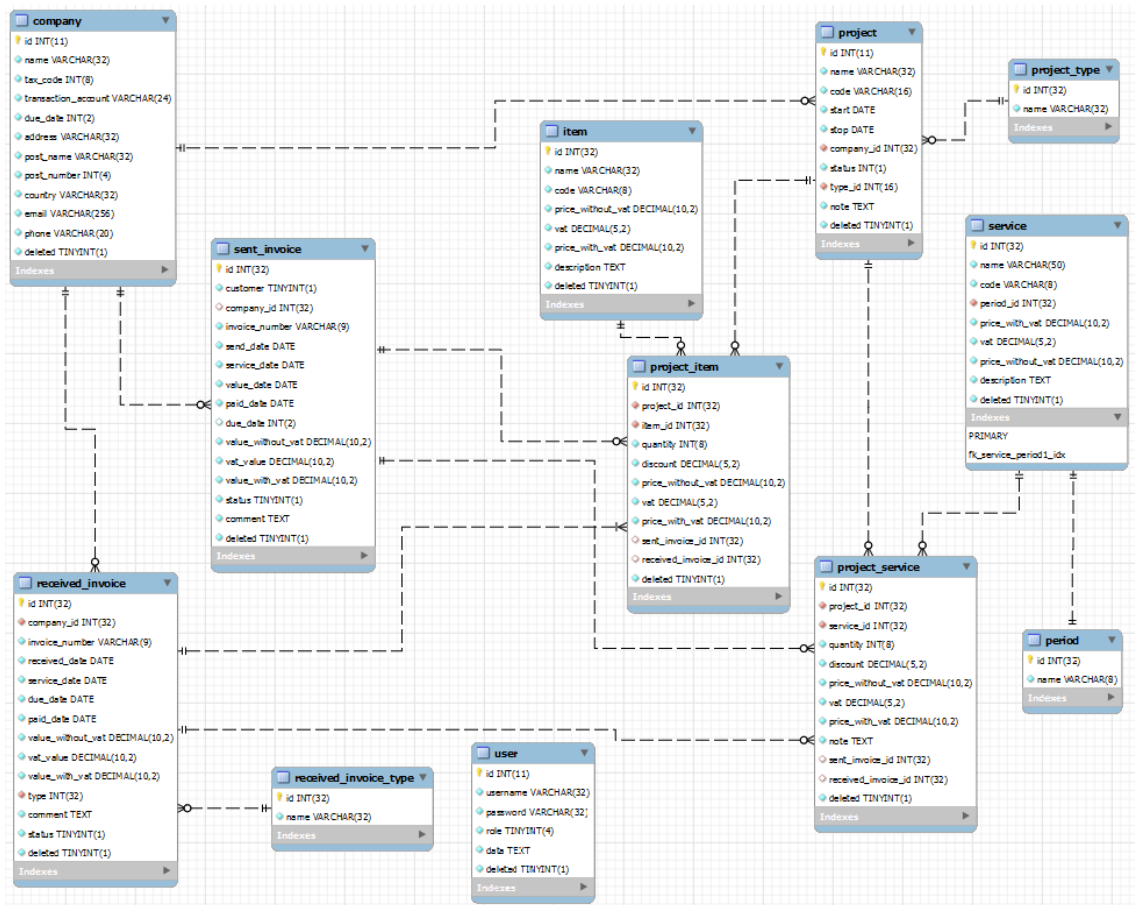 company
id INT(11)
name VARCHAR(32)
tax_code INT(8)
transaction_account VARCHAR(24)
due_date INT(2)
address VARCHAR(32)
post_name VARCHAR(32)
post_number INT(4)
country VARCHAR(32)
email VARCHAR(256)
phone VARCHAR(20)
deleted TINYINT(1)
Indexes
project
id INT(11)
name VARCHAR(32)
code VARCHAR(16)
start DATE
stop DATE
company_id INT(32)
status INT(1)
type_id INT(16)
note TEXT
deleted TINYINT(1)
Indexes
project_type
id INT(32)
name VARCHAR(32)
Indexes
item
id INT(32)
name VARCHAR(32)
code VARCHAR(8)
price_without_vat DECIMAL(10,2)
vat DECIMAL(5,2)
price_with_vat DECIMAL(10,2)
description TEXT
deleted TINYINT(1)
Indexes
service
id INT(32)
name VARCHAR(50)
code VARCHAR(8)
period_id INT(32)
price_with_vat DECIMAL(10,2)
vat DECIMAL(5,2)
price_without_vat DECIMAL(10,2)
description TEXT
deleted TINYINT(1)
Indexes
PRIMARY
fk_service_period1_idx
sent_invoice
id INT(32)
customer TINYINT(1)
company_id INT(32)
invoice_number VARCHAR(9)
send_date DATE
service_date DATE
value_date DATE
paid_date DATE
due_date INT(2)
value_without_vat DECIMAL(10,2)
vat_value DECIMAL(10,2)
value_with_vat DECIMAL(10,2)
status TINYINT(1)
comment TEXT
deleted TINYINT(1)
Indexes
project_item
id INT(32)
project_id INT(32)
item_id INT(32)
quantity INT(8)
discount DECIMAL(5,2)
price_without_vat DECIMAL(10,2)
vat DECIMAL(5,2)
price_with_vat DECIMAL(10,2)
sent_invoice_id INT(32)
received_invoice_id INT(32)
deleted TINYINT(1)
Indexes
received_invoice
id INT(32)
company_id INT(32)
invoice_number VARCHAR(9)
received_date DATE
service_date DATE
due_date DATE
paid_date DATE
value_without_vat DECIMAL(10,2)
vat_value DECIMAL(10,2)
value_with_vat DECIMAL(10,2)
type INT(32)
comment TEXT
status TINYINT(1)
deleted TINYINT(1)
Indexes
project_service
id INT(32)
project_id INT(32)
service_id INT(32)
quantity INT(8)
discount DECIMAL(5,2)
price_without_vat DECIMAL(10,2)
vat DECIMAL(5,2)
price_with_vat DECIMAL(10,2)
note TEXT
sent_invoice_id INT(32)
received_invoice_id INT(32)
deleted TINYINT(1)
Indexes
period
id INT(32)
name VARCHAR(8)
Indexes
received_invoice_type
id INT(32)
name VARCHAR(32)
Indexes
user
id INT(11)
username VARCHAR(32)
password VARCHAR(32)
role TINYINT(4)
data TEXT
deleted TINYINT(1)
Indexes